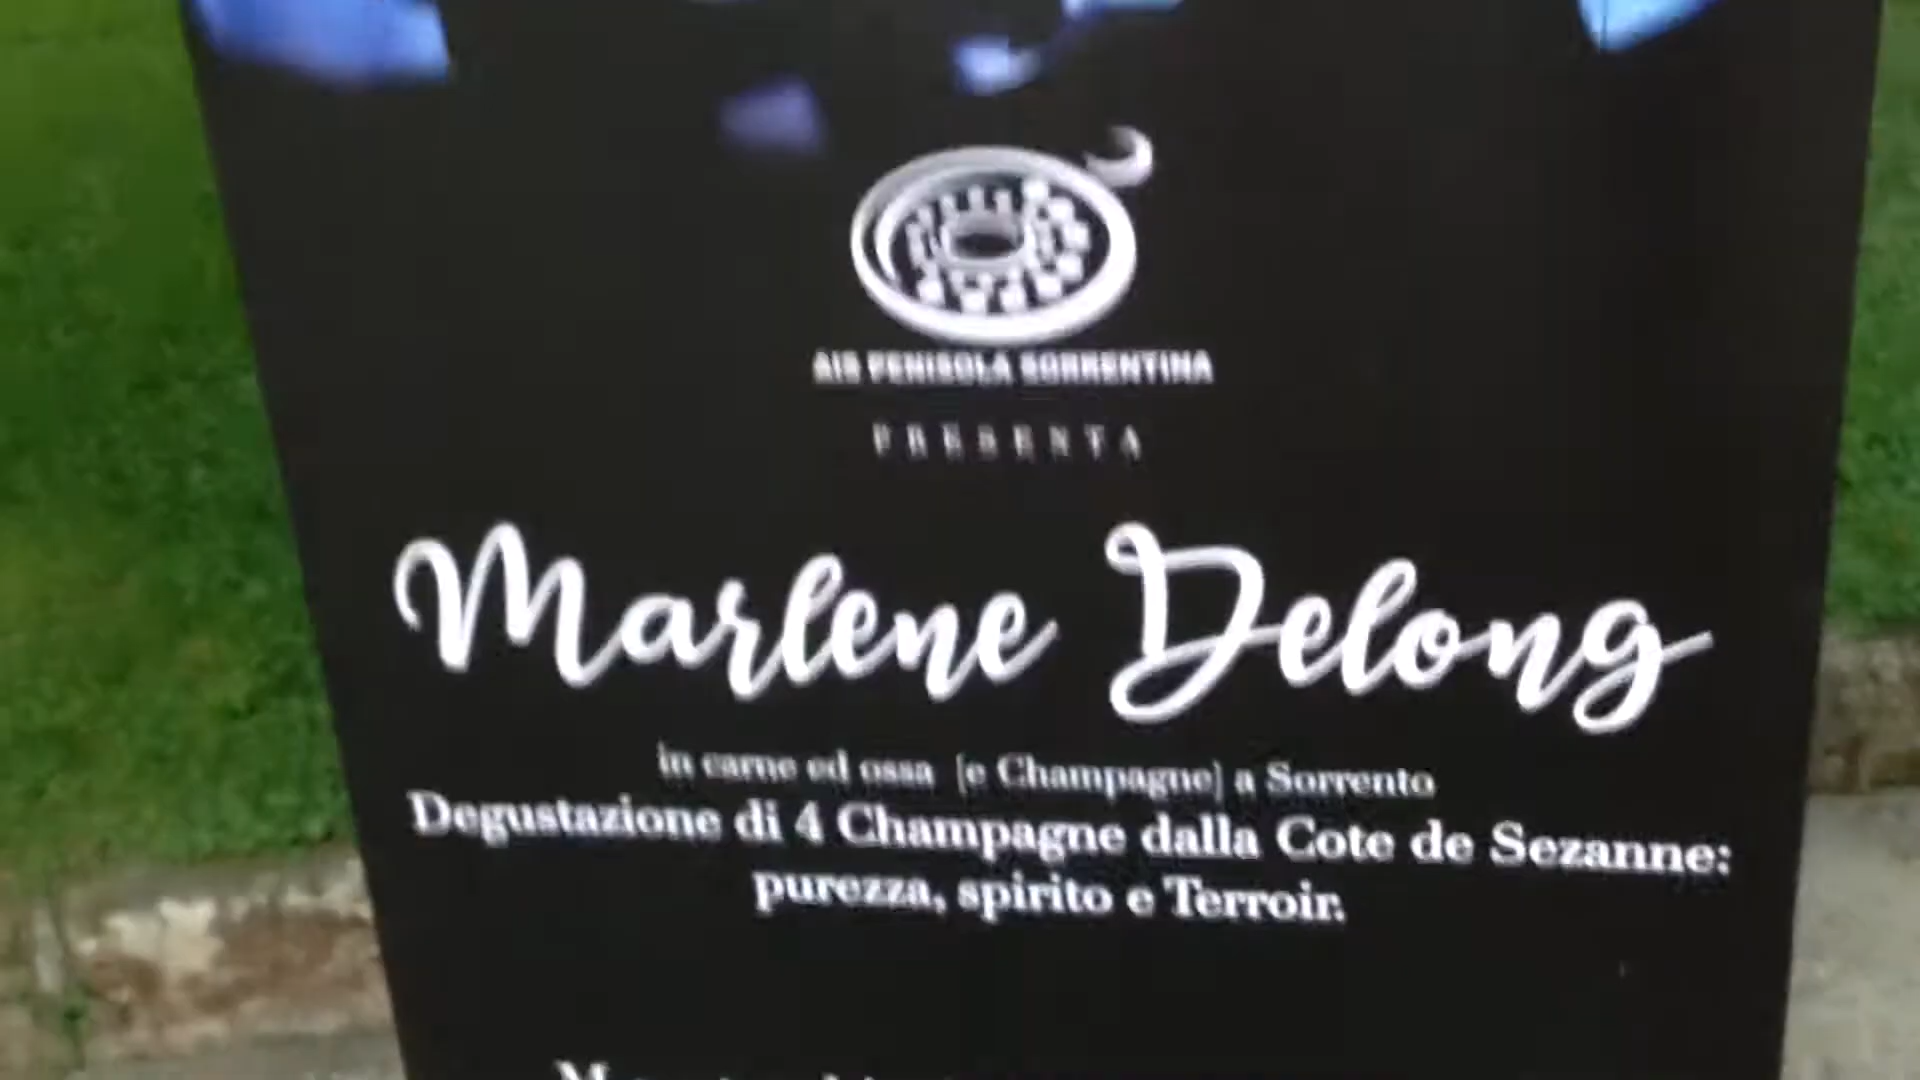 AIS PENISOLA SORRENTINA
PRESENTA
Marlene Delong
in carne ed ossa (e Champagne) a Sorrento
Degustazione di 4 Champagne dalla Cote de Sezanne:
purezza, spirito e Terroir.